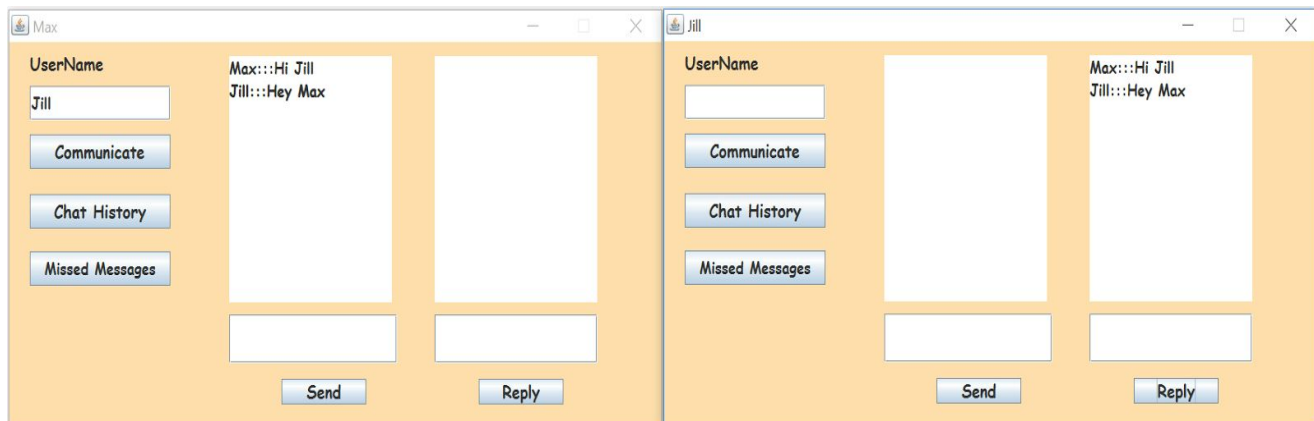 Max
UserName
Jill
Communicate
Chat History
Missed Messages
Max:::Hi Jill
Jill:::Hey Max
Send
Reply
Jill
UserName
Communicate
Chat History
Missed Messages
Send
Max:::Hi Jill
Jill:::Hey Max
Reply